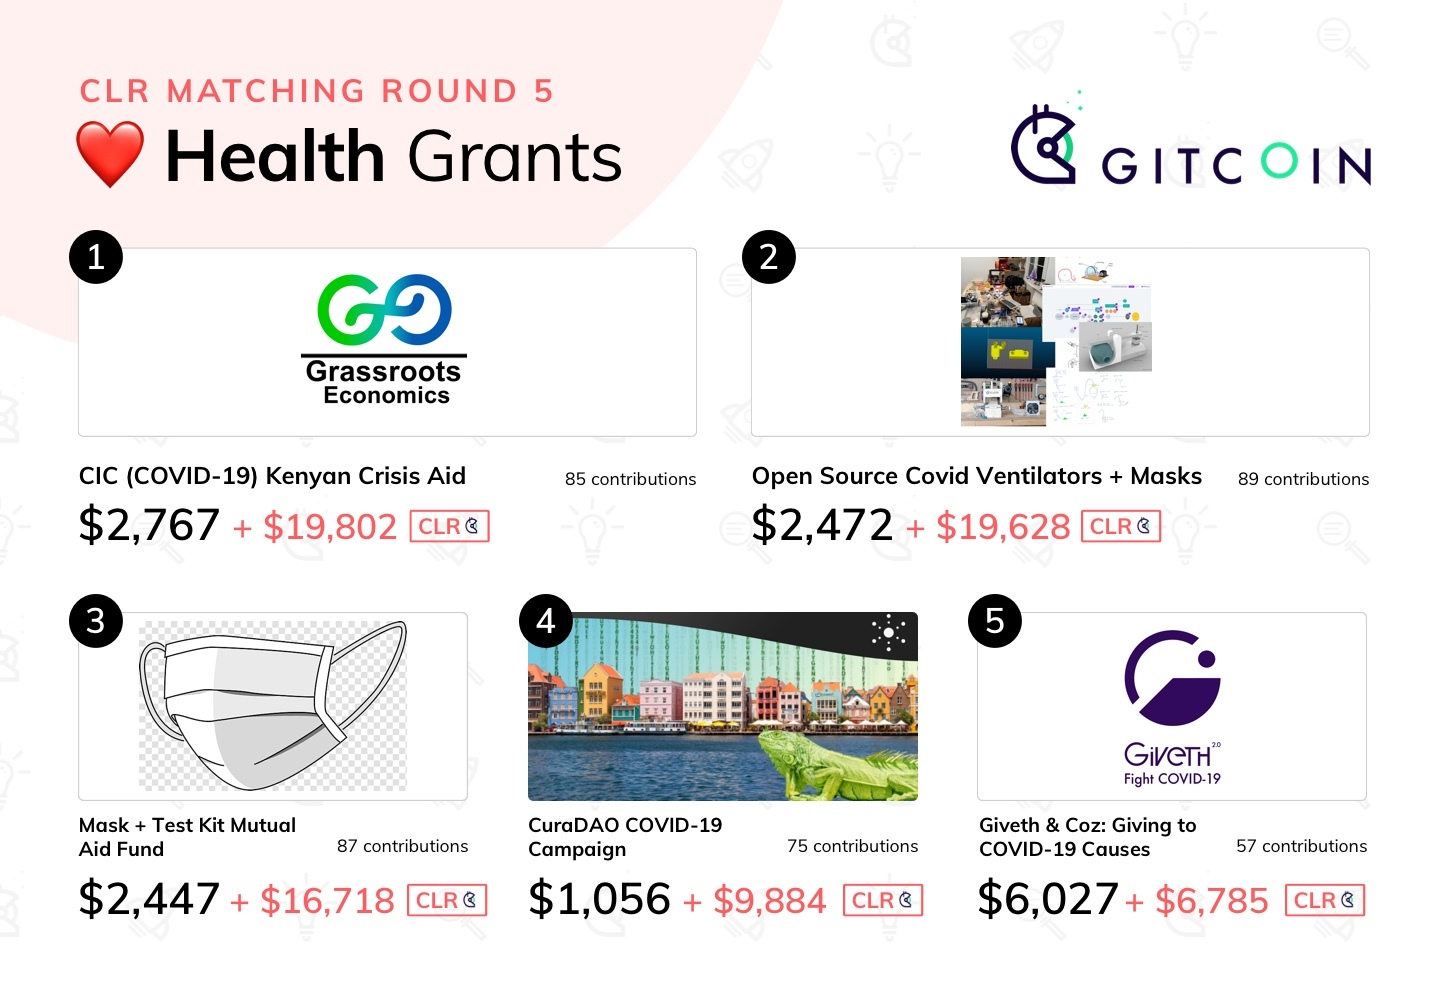 CLR MATCHING ROUND 5
Health Grants
GITCOIN
1
Grassroots
Economics
CIC (COVID-19) Kenyan Crisis Aid
85 contributions
$2,767 + $19,802 CLR
2
Open Source Covid Ventilators + Masks
89 contributions
$2,472 + $19,628 CLR
3
Mask + Test Kit Mutual
Aid Fund
87 contributions
$2,447 + $16,718 CLR
4
CuraDAO COVID-19
Campaign
75 contributions
$1,056 + $9,884 CLR
5
GIVETH 2.0
Fight COVID-19
Giveth & Coz: Giving to
COVID-19 Causes
57 contributions
$6,027 + $6,785 CLR